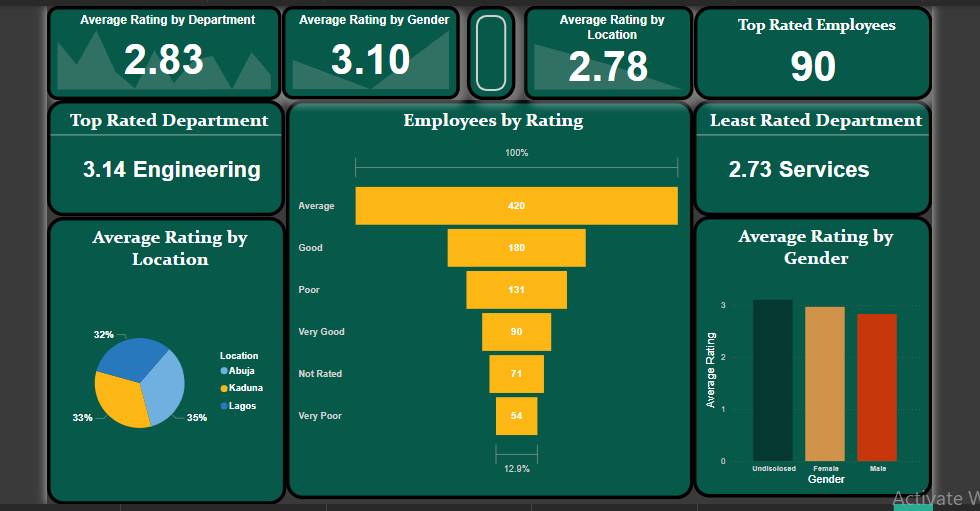 Average Rating by Department
2.83
Average Rating by Gender
3.10
Average Rating by
Location
2.78
Top Rated Employees
90
Top Rated Department
3.14 Engineering
Employees by Rating
100%
Average
420
Good
180
Poor
131
Very Good
90
Not Rated
71
Very Poor
54
12.9%
Least Rated Department
2.73 Services
Average Rating by
Location
32%
33%
35%
Location
Abuja
Kaduna
Lagos
Average Rating by
Gender
Average Rating
3
2
1
0
Undisclosed
Female
Male
Gender
Activate W